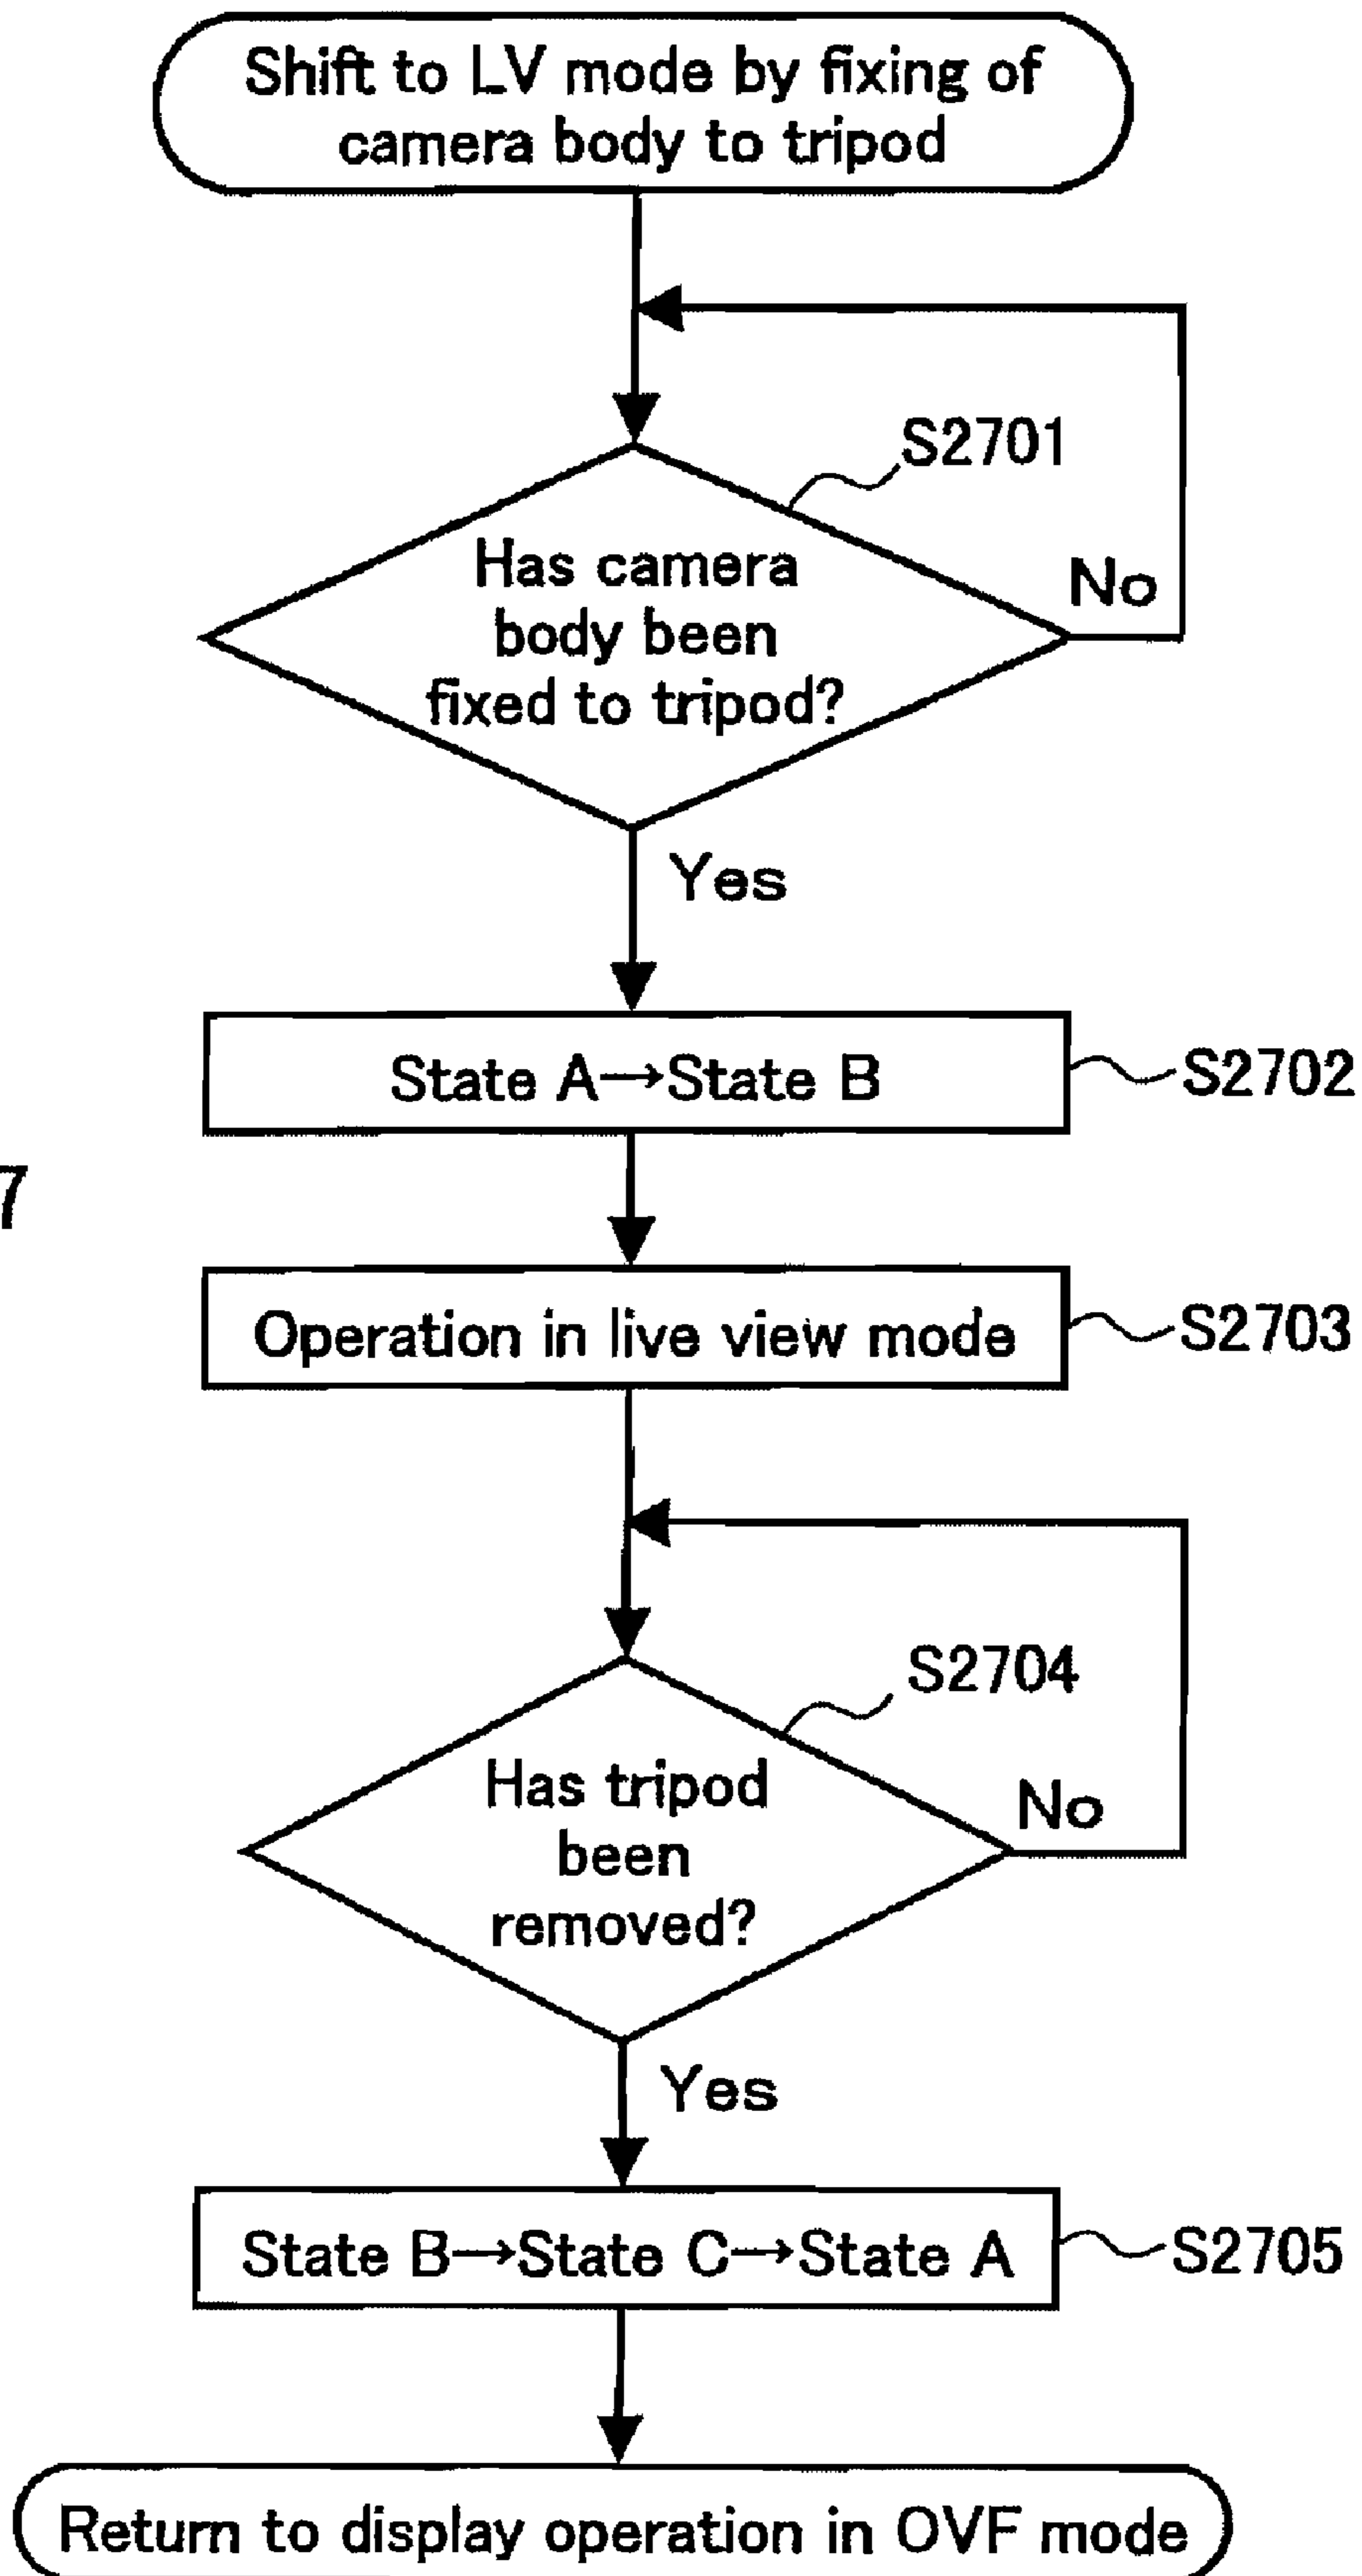 Shift to LV mode by fixing of
camera body to tripod
S2701
Has camera
body been
fixed to tripod?
No
Yes
State A→State B
S2702
7
Operation in live view mode
S2703
S2704
Has tripod
been
removed?
No
Yes
State B→State C→State A
S2705
Return to display operation in OVF mode